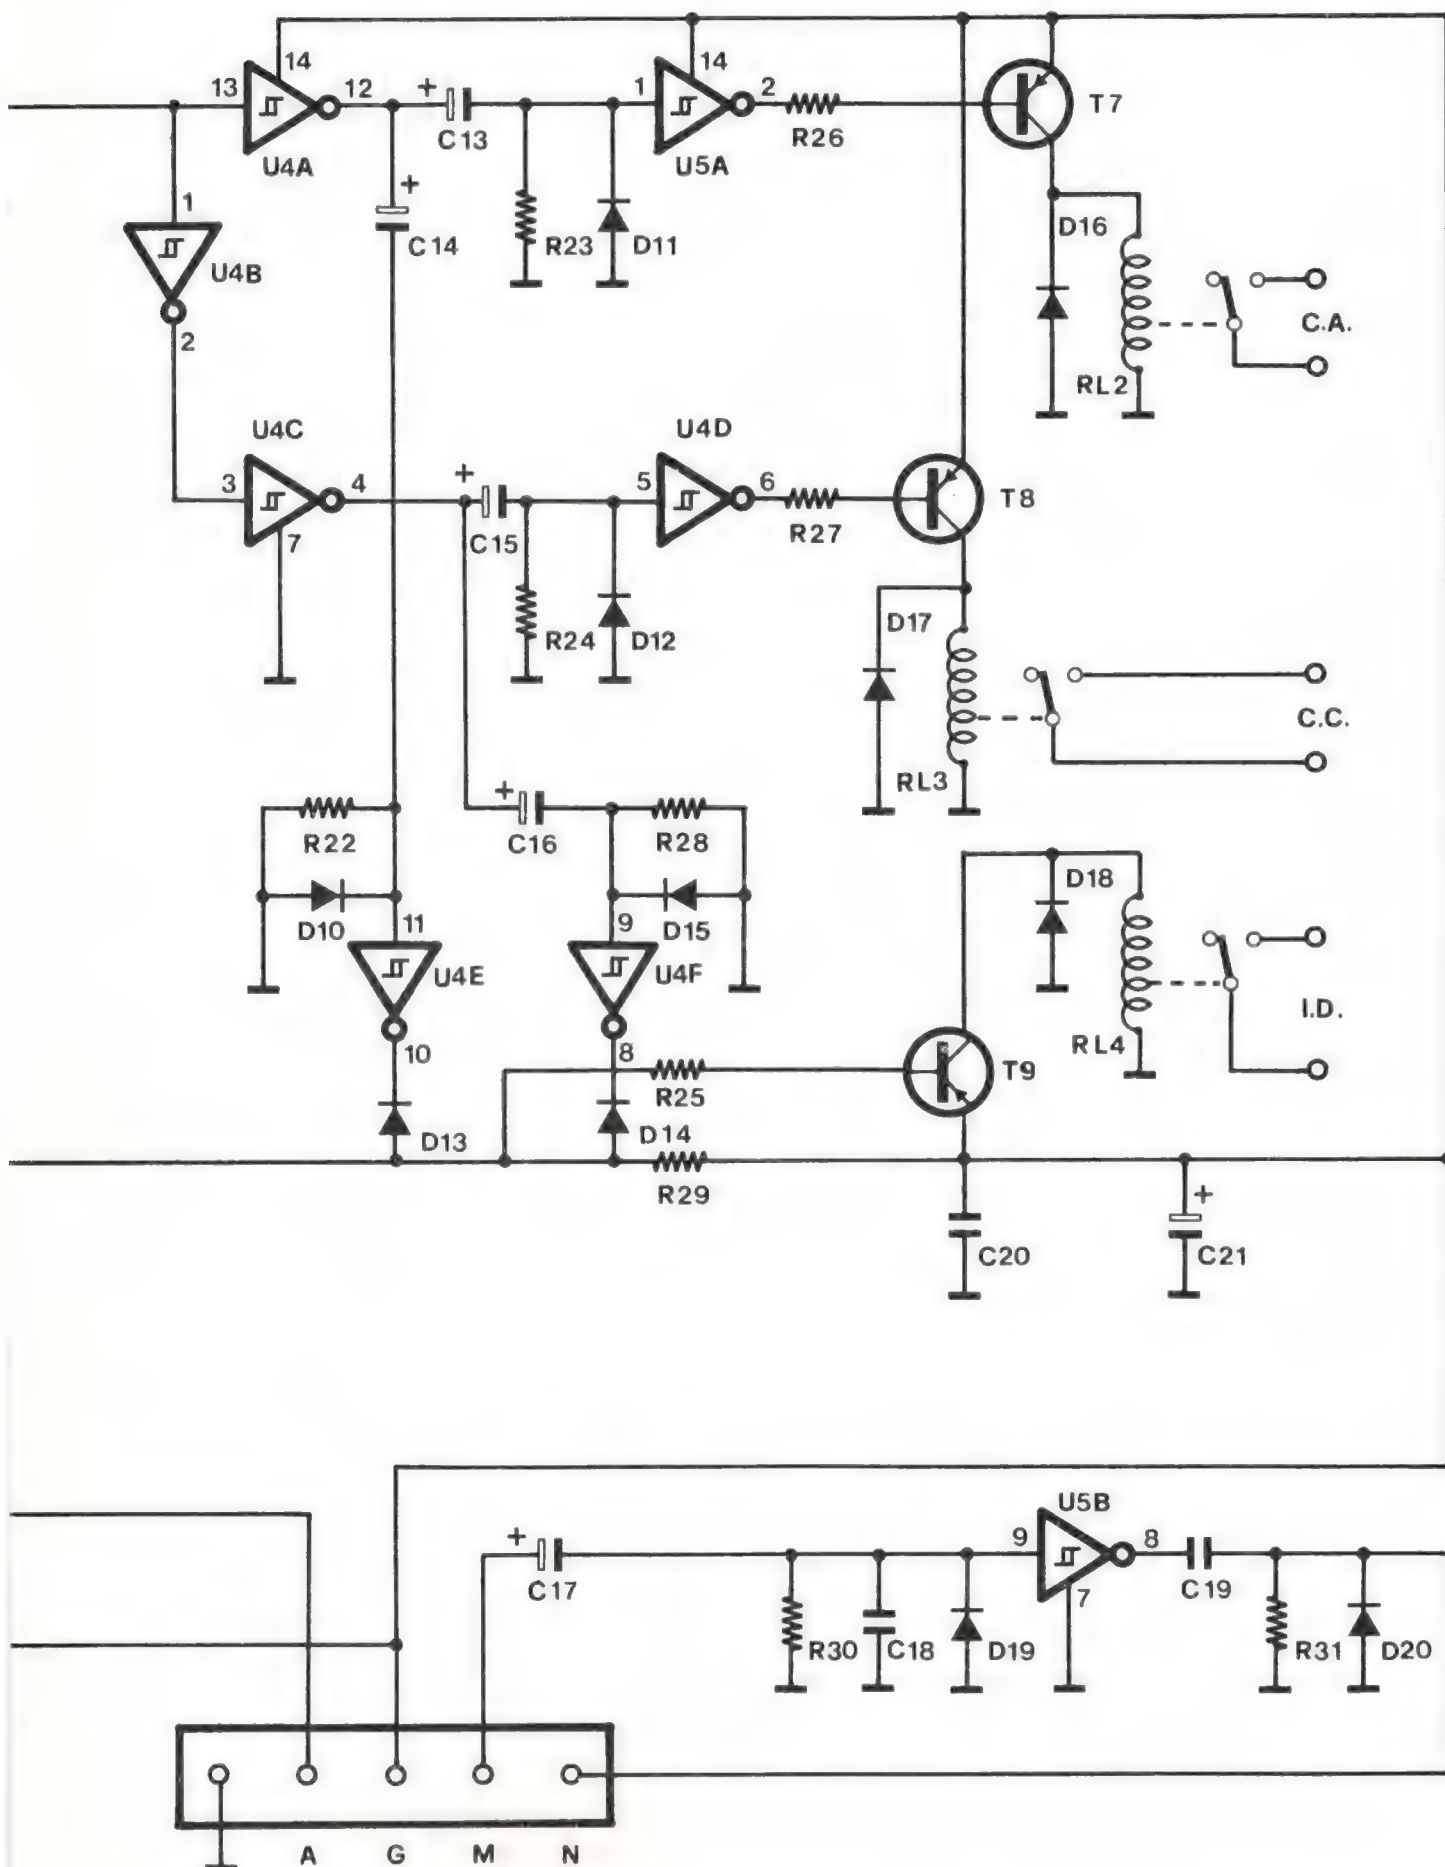 14
14
13
12
+
1
2
T7
C13
R26
U4A
U5A
+
1
D16
C14
R23
D11
U4B
C.A.
2
RL2
U4C
U4D
3
4
+
5
6
T8
C15
R27
7
D17
R24
D12
C.C.
RL3
+
R22
C16
R28
D18
D10
11
9
D15
U4E
U4F
I.D.
10
8
RL4
T9
R25
D13
D14
R29
+
C20
C21
U5B
+
9
8
C17
C19
7
R30
C18
D19
R31
D20
A G M N